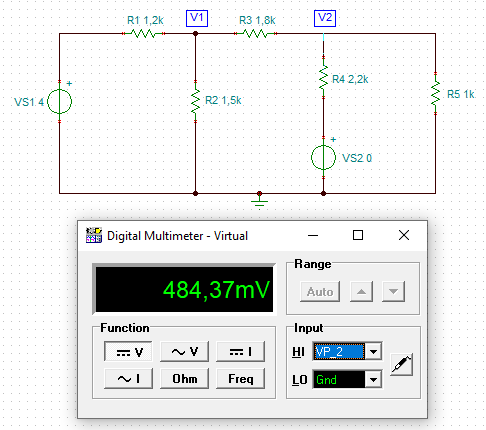 R1 1,2k V1 R3 1,8k V2
VS1 4 + R2 1,5k R4 2,2k + R5 1k
VS2 0 +
Digital Multimeter - Virtual
484,37mV
Range
Auto
Function
V V I
I Ohm Freq
Input
HI VP_2
LO Gnd